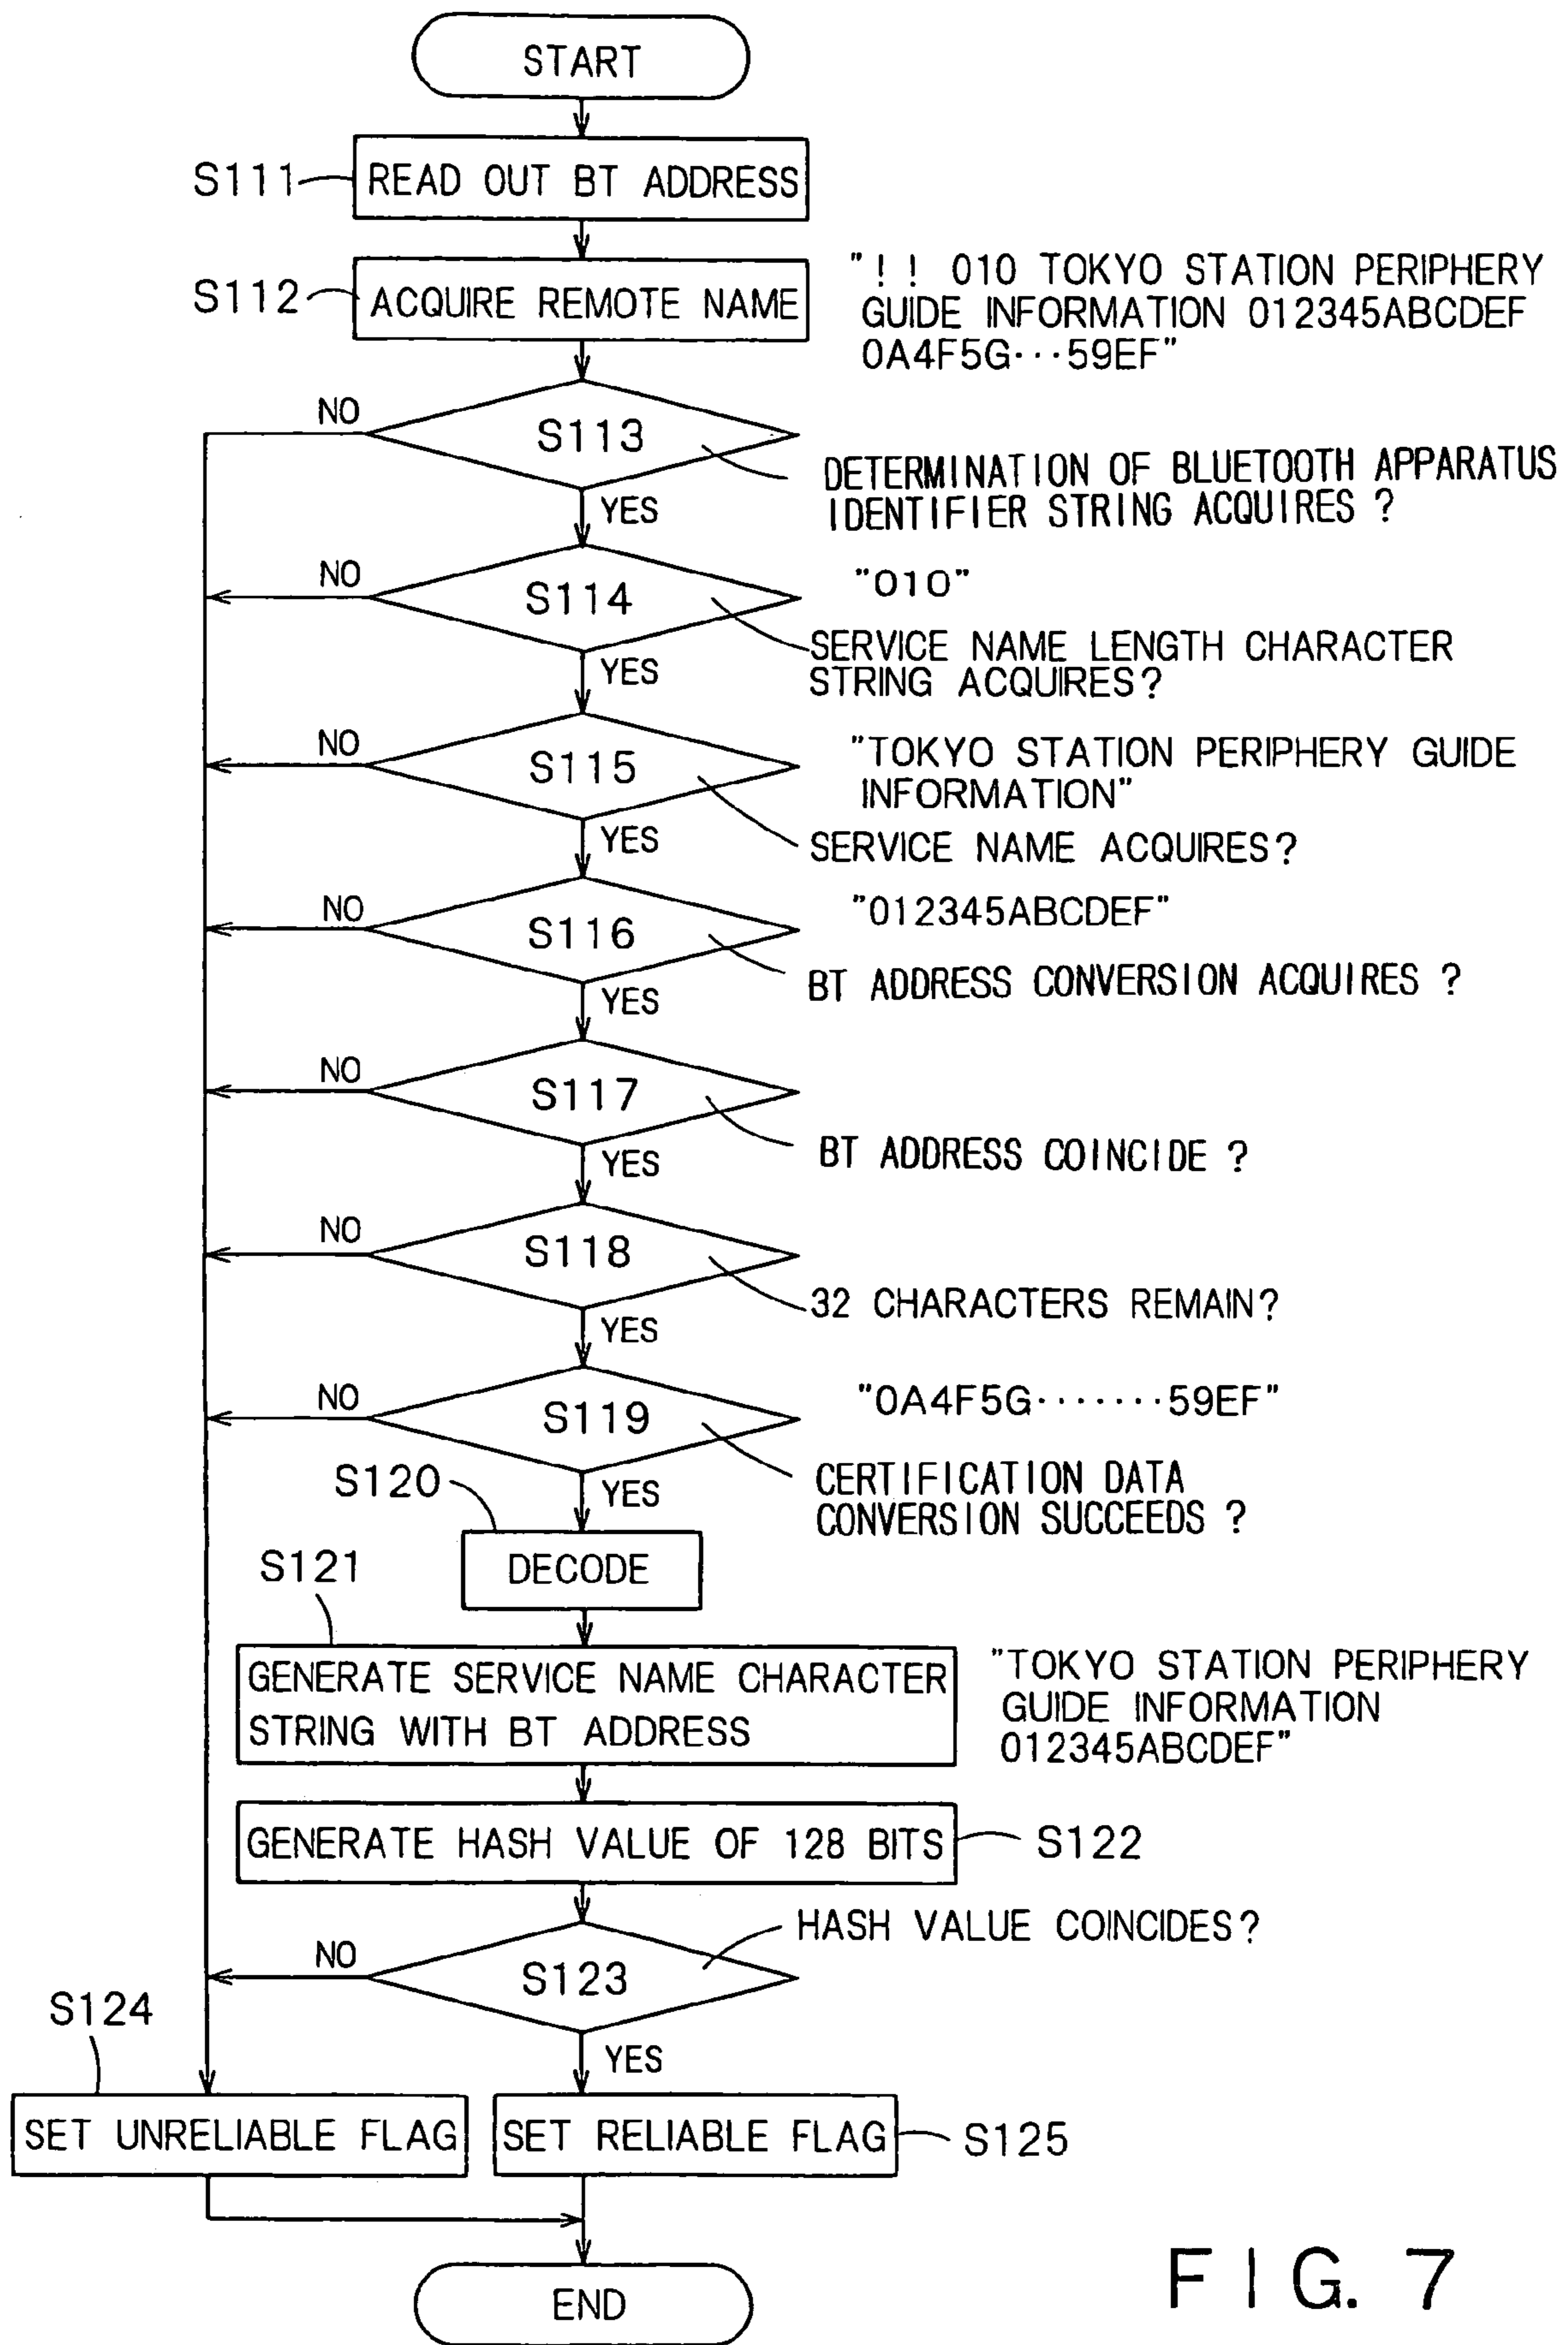 START
S111
READ OUT BT ADDRESS
S112
ACQUIRE REMOTE NAME
"! ! 010 TOKYO STATION PERIPHERY
GUIDE INFORMATION 012345ABCDEF
0A4F5G···59EF"
NO
S113
DETERMINATION OF BLUETOOTH APPARATUS
IDENTIFIER STRING ACQUIRES ?
YES
NO
S114
"010"
SERVICE NAME LENGTH CHARACTER
STRING ACQUIRES?
YES
NO
S115
"TOKYO STATION PERIPHERY GUIDE
INFORMATION"
SERVICE NAME ACQUIRES?
YES
NO
S116
"012345ABCDEF"
BT ADDRESS CONVERSION ACQUIRES ?
YES
NO
S117
BT ADDRESS COINCIDE ?
YES
NO
S118
32 CHARACTERS REMAIN?
YES
NO
S119
"0A4F5G·······59EF"
CERTIFICATION DATA
CONVERSION SUCCEEDS ?
YES
S120
DECODE
S121
GENERATE SERVICE NAME CHARACTER
STRING WITH BT ADDRESS
"TOKYO STATION PERIPHERY
GUIDE INFORMATION
012345ABCDEF"
GENERATE HASH VALUE OF 128 BITS
S122
HASH VALUE COINCIDES?
NO
S123
YES
S124
SET UNRELIABLE FLAG
SET RELIABLE FLAG
S125
END
FIG. 7